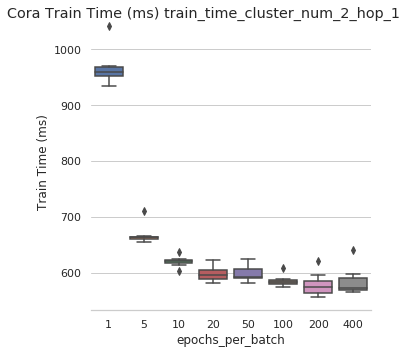 Cora Train Time (ms) train_time_cluster_num_2_hop_1
1000
900
800
700
600
Train Time (ms)
1 5 10 20 50 100 200 400
epochs_per_batch